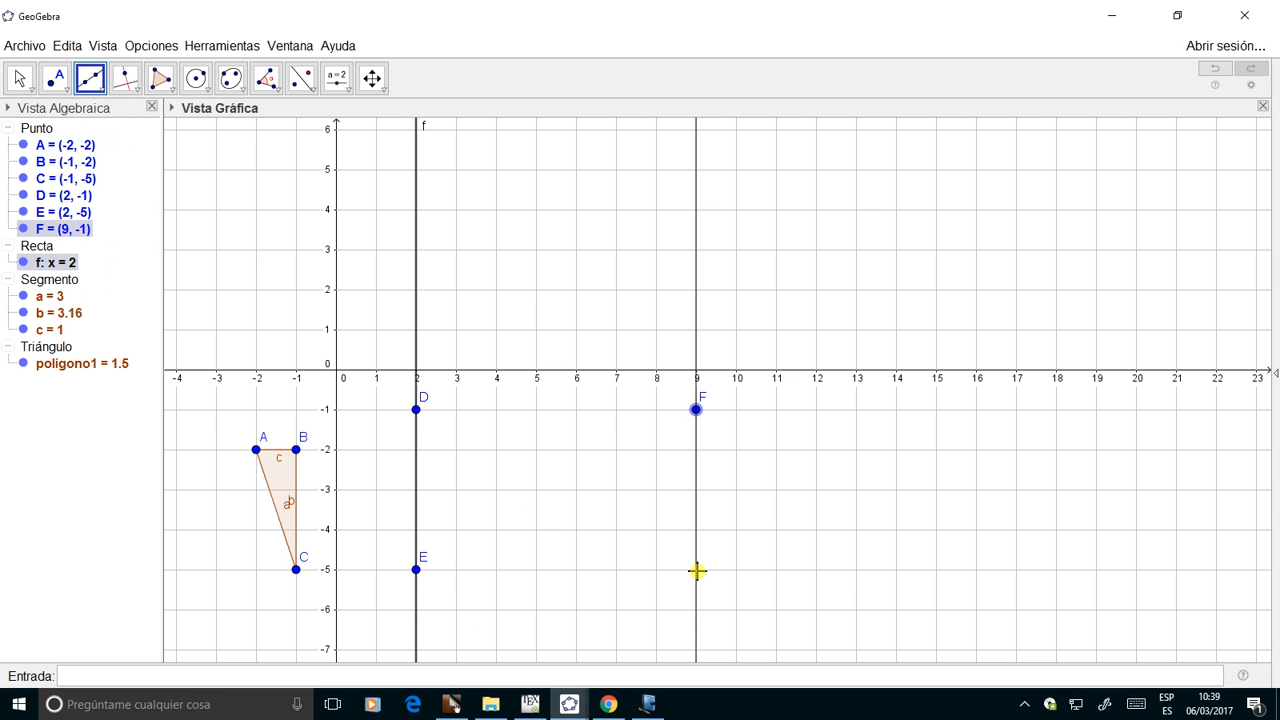 GeoGebra
Archivo Edita Vista Opciones Herramientas Ventana Ayuda
Abrir sesión...
A
a=2
Vista Algebraica
Vista Gráfica
Punto
A = (-2, -2)
B = (-1, -2)
C = (-1, -5)
D = (2, -1)
E = (2, -5)
F = (9, -1)
Recta
f: x = 2
Segmento
a = 3
b = 3.16
c = 1
Triángulo
polígono1 = 1.5
f
6
5
4
3
2
1
0
-4 -3 -2 -1 0 1 2 3 4 5 6 7 8 9 10 11 12 13 14 15 16 17 18 19 20 21 22 23
D
F
-1
A
B
-2
c
-3
a
b
-4
C
E
-5
-6
-7
Entrada:
Pregúntame cualquier cosa
TEX
ESP
ES
10:39
06/03/2017
1